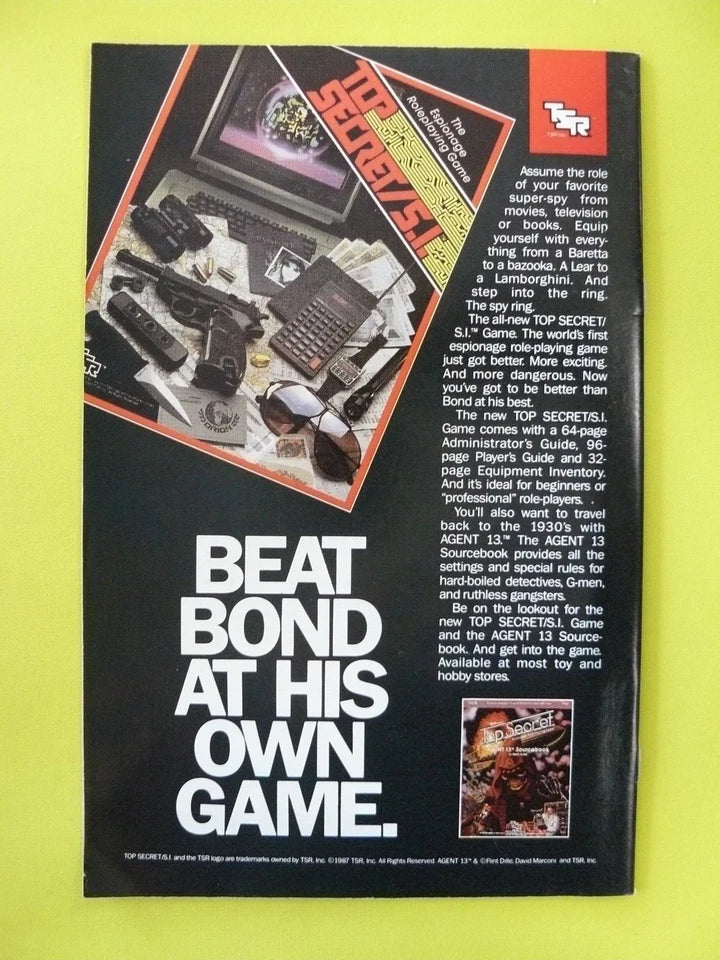 TOP
SECRET/S.I.
The
Espionage
Roleplaying Game
TSR
ORION
TSR
Assume the role
of your favorite
super-spy from
movies, television
or books. Equip
yourself with every-
thing from a Baretta
to a bazooka. A Lear to
a Lamborghini. And
step into the ring.
The spy ring.
The all-new TOP SECRET/
S.I.™ Game. The world's first
espionage role-playing game
just got better. More exciting.
And more dangerous. Now
you've got to be better than
Bond at his best.
The new TOP SECRET/S.I.
Game comes with a 64-page
Administrator's Guide, 96-
page Player's Guide and 32-
page Equipment Inventory.
And it's ideal for beginners or
"professional" role-players. .
You'll also want to travel
back to the 1930's with
AGENT 13.™ The AGENT 13
Sourcebook provides all the
settings and special rules for
hard-boiled detectives, G-men,
and ruthless gangsters.
Be on the lookout for the
new TOP SECRET/S.I. Game
and the AGENT 13 Source-
book. And get into the game.
Available at most toy and
hobby stores.
BEAT
BOND
AT HIS
OWN
GAME.
Top Secret
AGENT 13™ Sourcebook
TOP SECRET/S.I. and the TSR logo are trademarks owned by TSR, Inc. ©1987 TSR, Inc. All Rights Reserved. AGENT 13™ & ©Flint Dille, David Marconi and TSR, Inc.